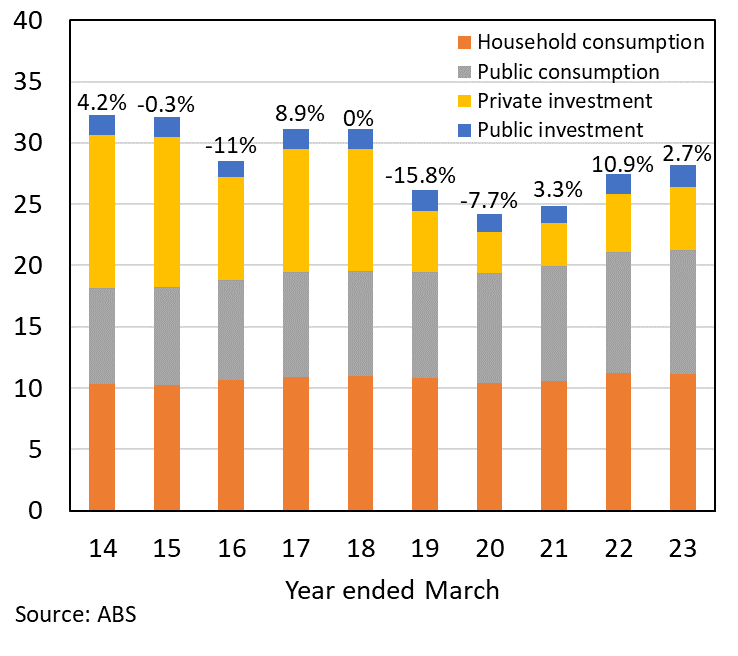 40
35
30
25
20
15
10
5
0
Household consumption
Public consumption
Private investment
Public investment
4.2%
-0.3%
-11%
8.9%
0%
-15.8%
-7.7%
3.3%
10.9%
2.7%
14 15 16 17 18 19 20 21 22 23
Year ended March
Source: ABS